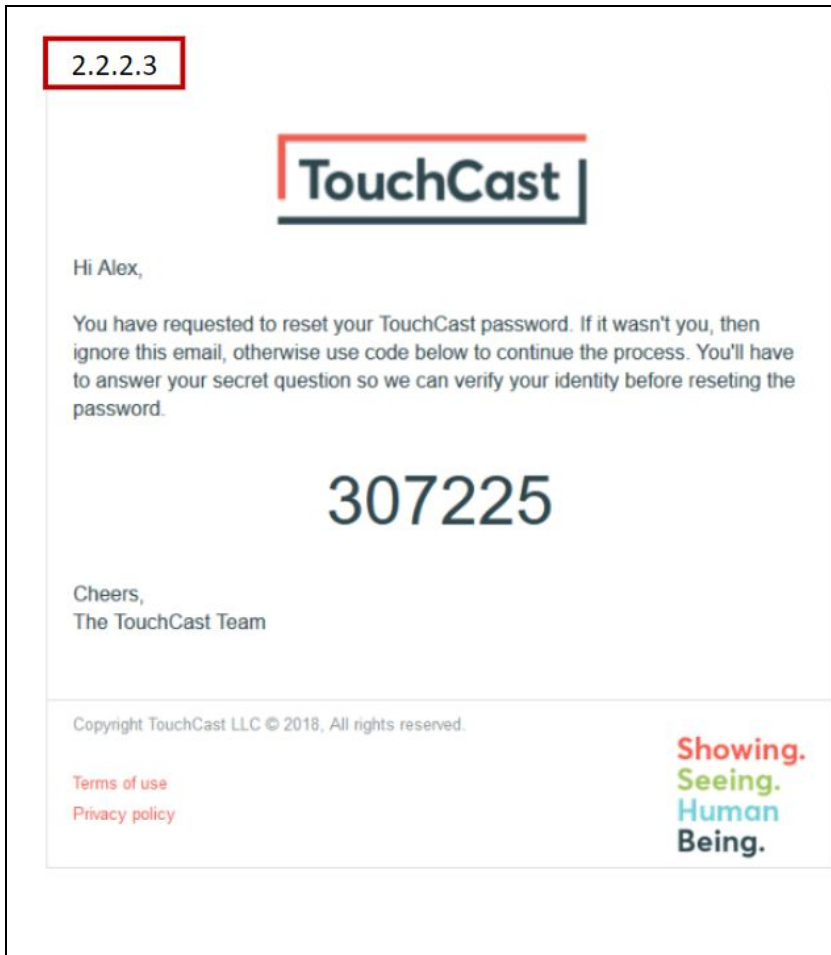 2.2.2.3
TouchCast
Hi Alex,
You have requested to reset your TouchCast password. If it wasn't you, then
ignore this email, otherwise use code below to continue the process. You'll have
to answer your secret question so we can verify your identity before reseting the
password.
307225
Cheers,
The TouchCast Team
Copyright TouchCast LLC © 2018, All rights reserved.
Terms of use
Privacy policy
Showing.
Seeing.
Human
Being.